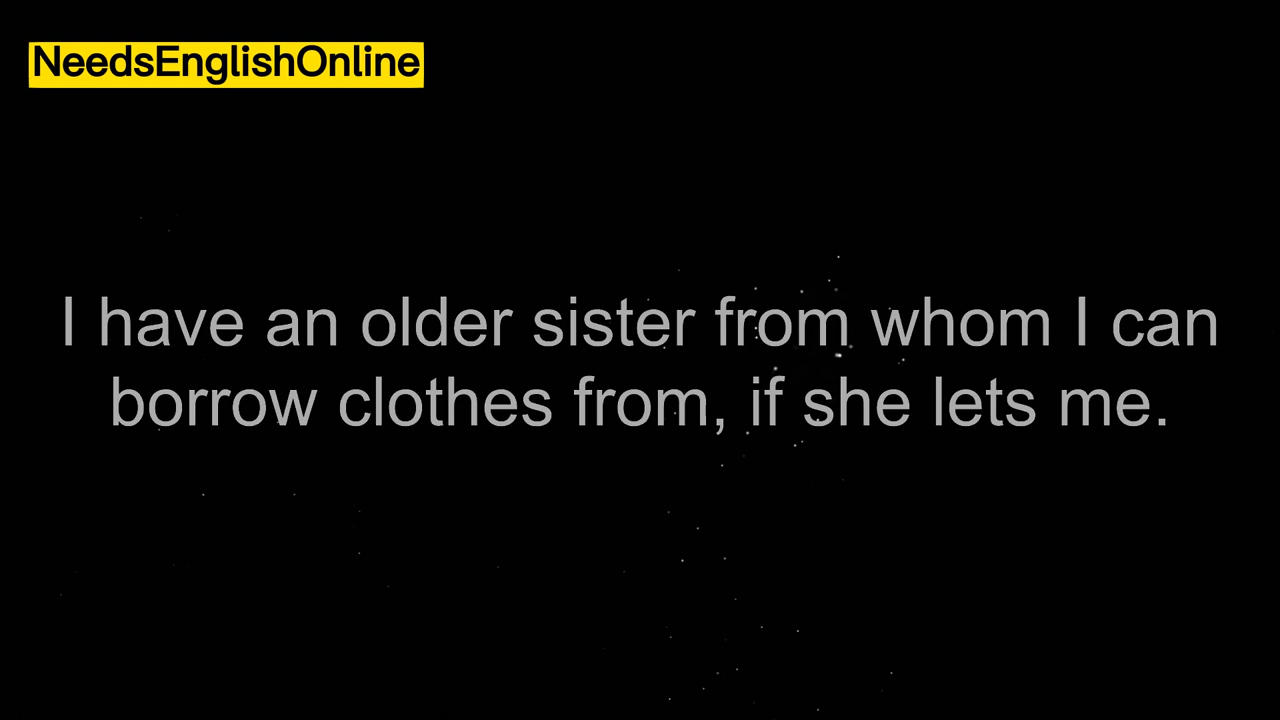 NeedsEnglishOnline
I have an older sister from whom I can
borrow clothes from, if she lets me.